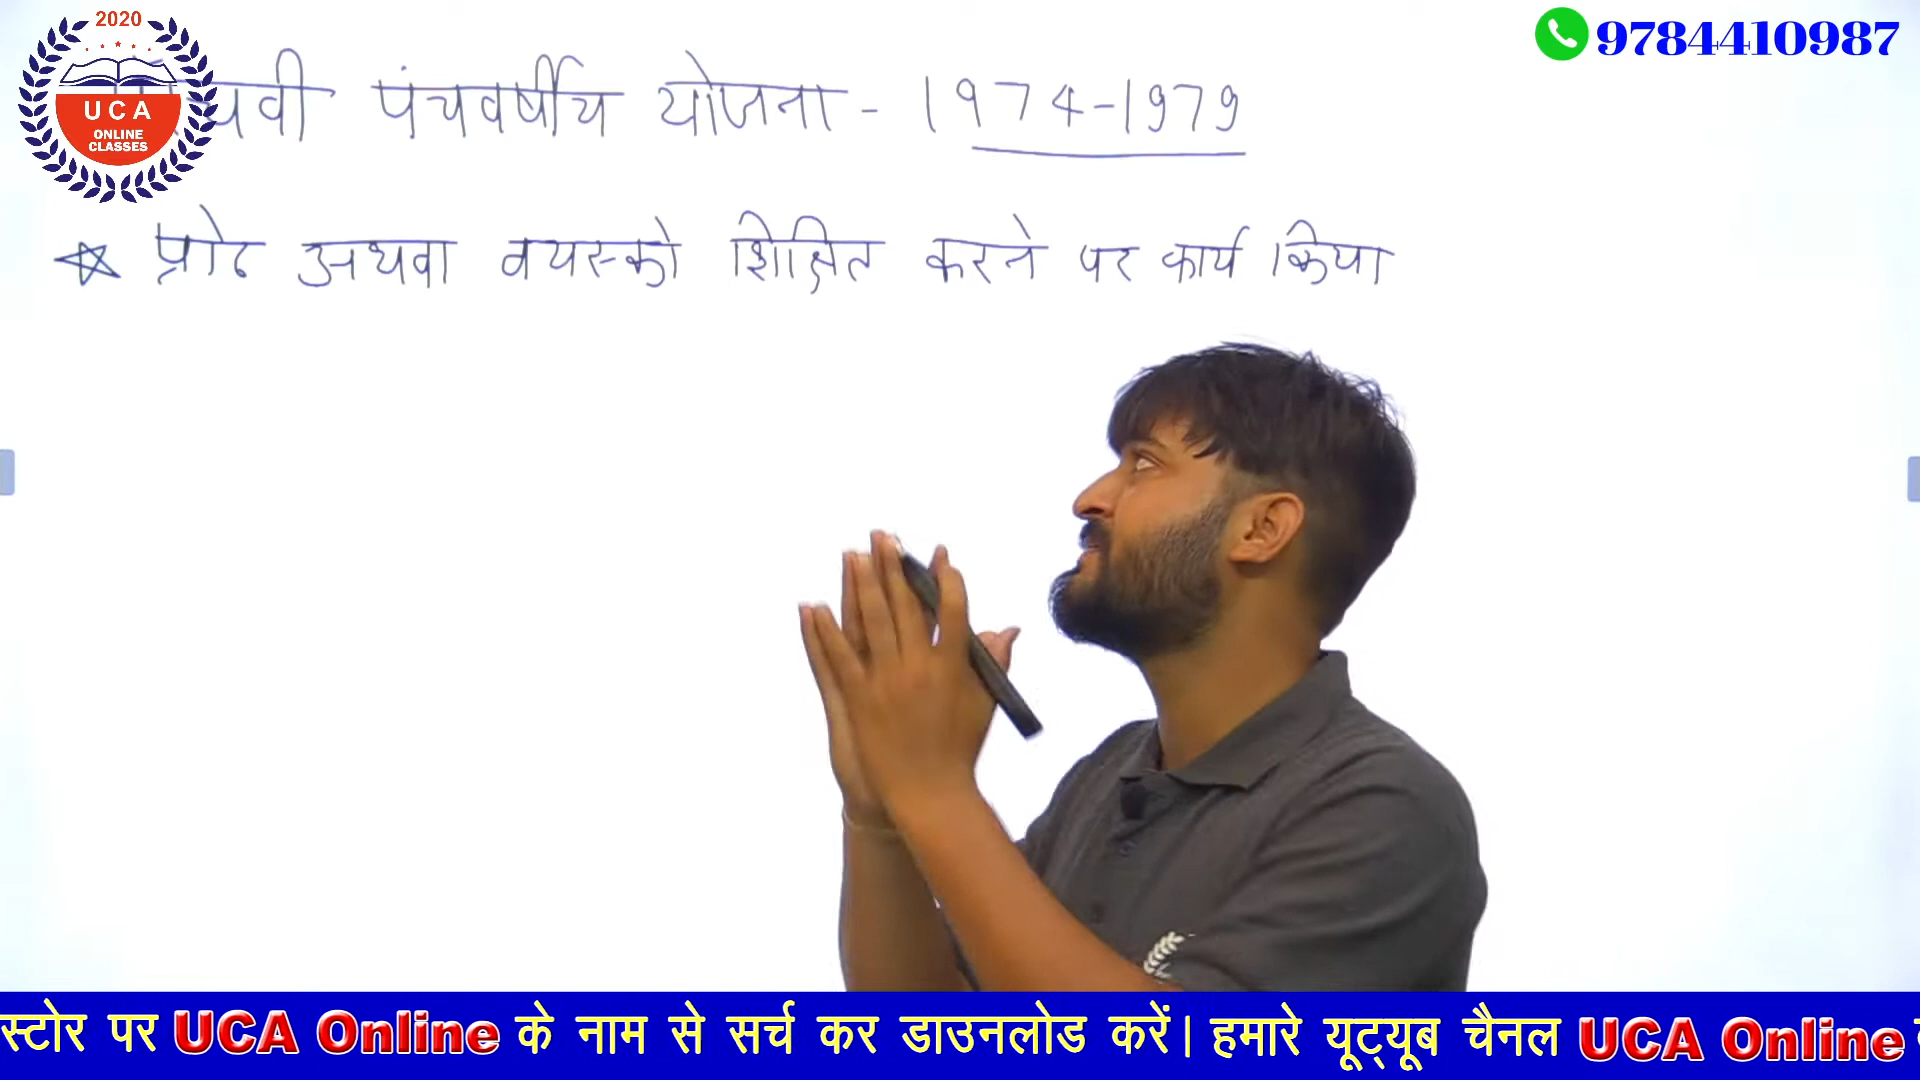 2020
UCA
ONLINE
CLASSES
9784410987
पंचवर्षीय योजना - 1974-1979
प्रोढ अथवा वयस्को शिक्षित करने पर कार्य किया
स्टोर पर UCA Online के नाम से सर्च कर डाउनलोड करें। हमारे यूट्यूब चैनल UCA Online